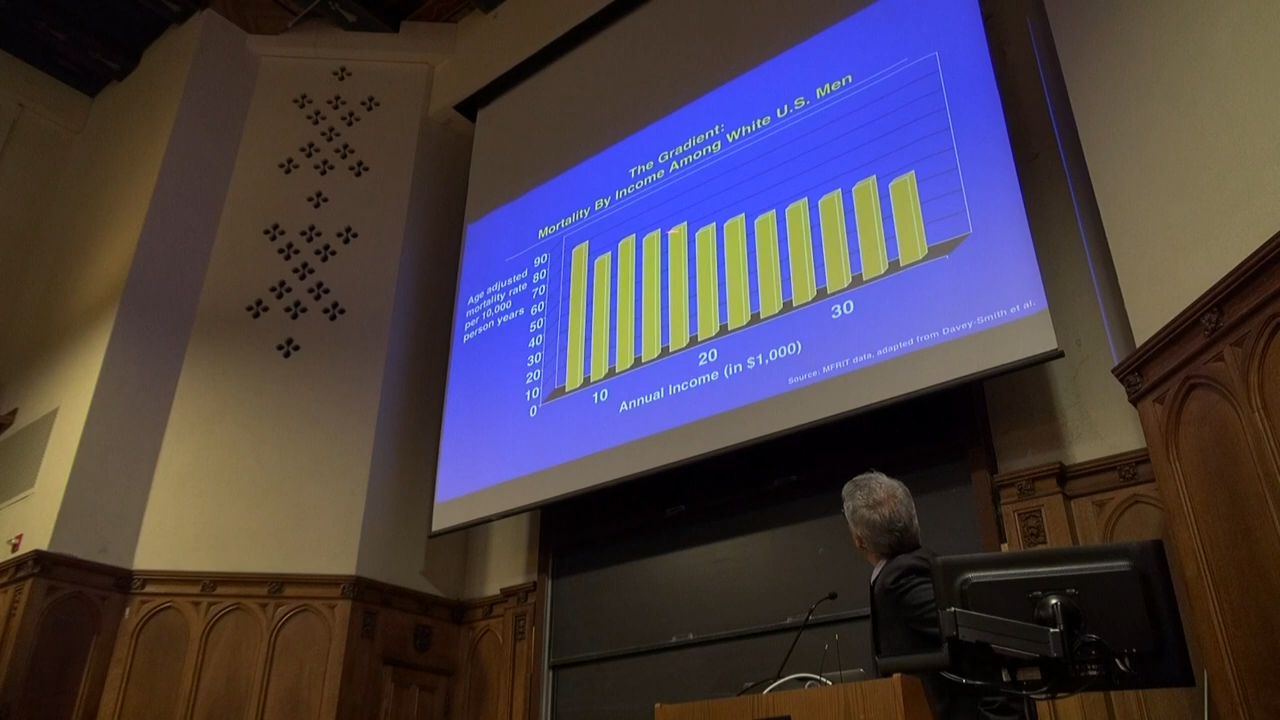 The Gradient:
Mortality By Income Among White U.S. Men
Age adjusted
mortality rate
per 10,000
person years
90
80
70
60
50
40
30
20
10
0
10
20
30
Annual Income (in $1,000)
Source: MFRIT data, adapted from Davey-Smith et al.